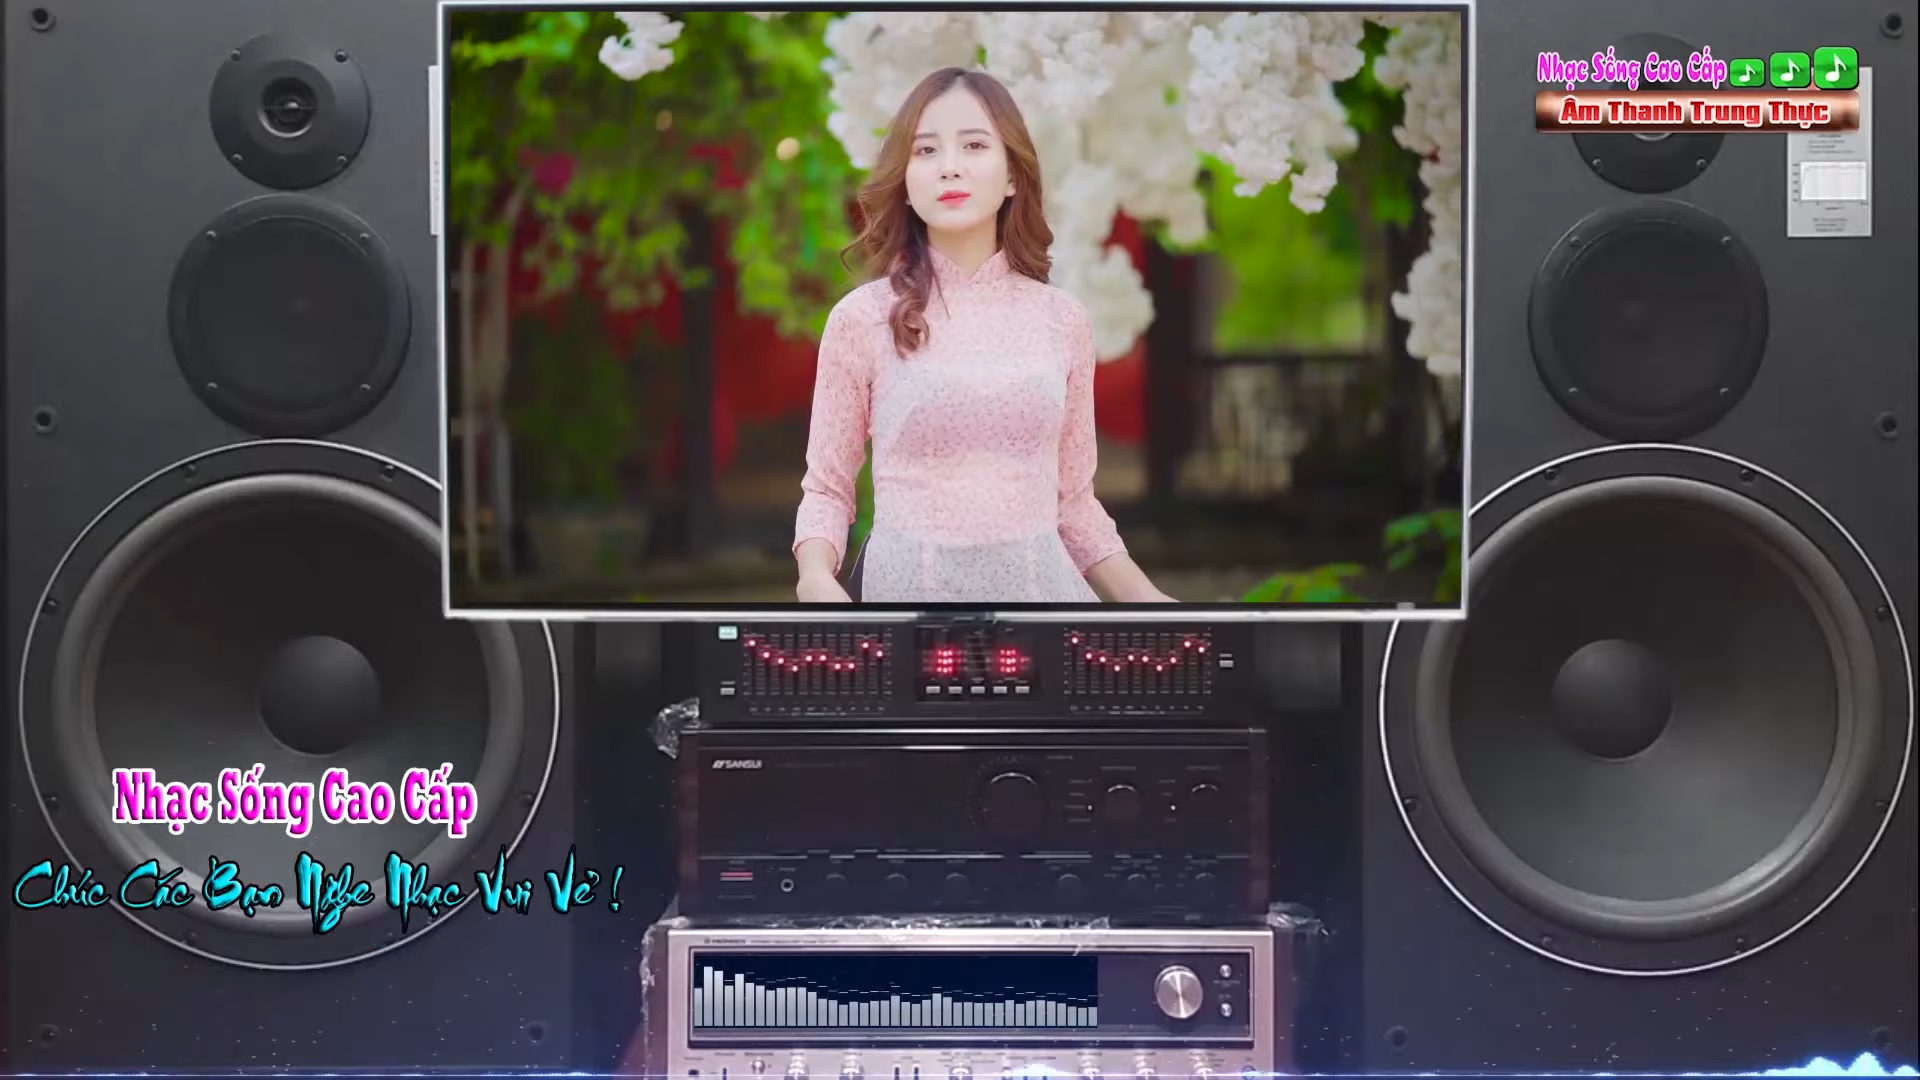 Nhạc Sống Cao Cấp
Âm Thanh Trung Thực
SANSUI
PIONEER
Nhạc Sống Cao Cấp
Chúc Các Bạn Nghe Nhạc Vui Vẻ !